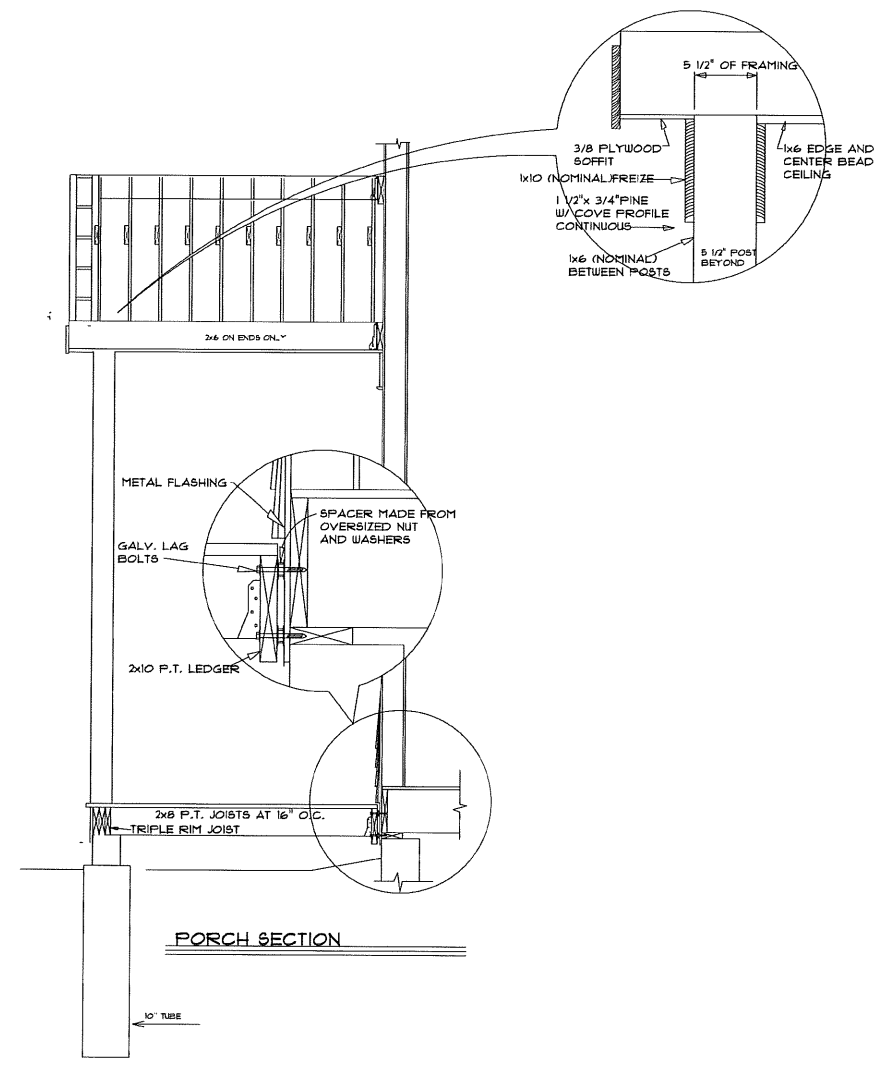 5 1/2" OF FRAMING
3/8 PLYWOOD
SOFFIT
1x6 EDGE AND
CENTER BEAD
CEILING
1x10 (NOMINAL)FREIZE
1 1/2"x 3/4"PINE
W/ COVE PROFILE
CONTINUOUS
1x6 (NOMINAL)
BETWEEN POSTS
5 1/2" POST
BEYOND
2x6 ON ENDS ONLY
METAL FLASHING
SPACER MADE FROM
OVERSIZED NUT
AND WASHERS
GALV. LAG
BOLTS
2x10 P.T. LEDGER
2x8 P.T. JOISTS AT 16" O.C.
TRIPLE RIM JOIST
PORCH SECTION
10" TUBE